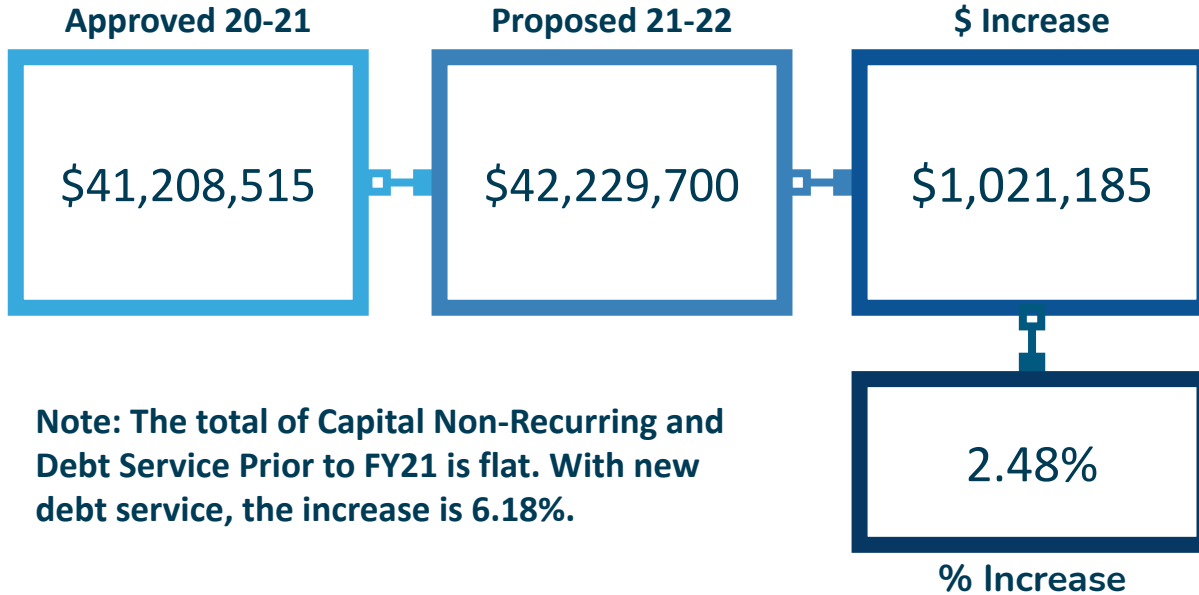 Approved 20-21
Proposed 21-22
$ Increase
$41,208,515
$42,229,700
$1,021,185
Note: The total of Capital Non-Recurring and
Debt Service Prior to FY21 is flat. With new
debt service, the increase is 6.18%.
2.48%
% Increase